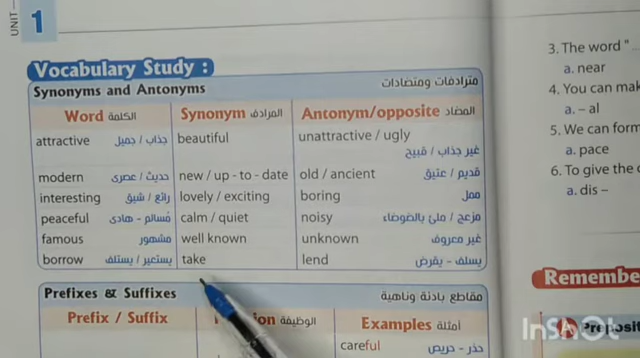 UNIT
1
Vocabulary Study :
Synonyms and Antonyms مترادفات ومتضادات
Word الكلمة Synonym المرادف Antonym/opposite المضاد
attractive جذاب / جميل beautiful unattractive / ugly
غير جذاب / قبيح
modern حديث / عصرى new / up - to - date old / ancient قديم / عتيق
interesting رائع / شيق lovely / exciting boring ممل
peaceful مُسالم - هادى calm / quiet noisy مزعج / ملئ بالضوضاء
famous مشهور well known unknown غير معروف
borrow يستعير / يستلف take lend يسلف - يقرض
Prefixes & Suffixes مقاطع بادئة وناهية
Prefix / Suffix الوظيفة Examples أمثلة
careful حذر - حريص
3. The word "
a. near
4. You can mak
a. – al
5. We can form
a. pace
6. To give the
a. dis –
Remembe
Preposit
InShOt